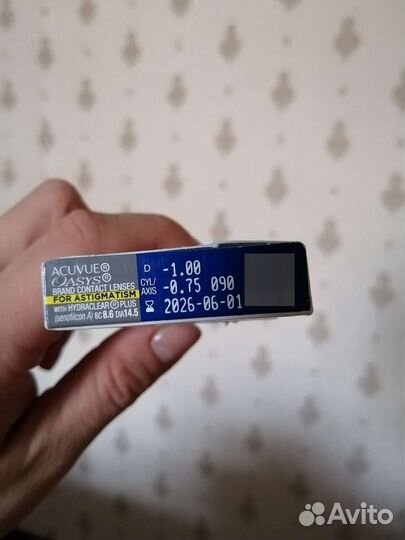 ACUVUE®
OASYS®
BRAND CONTACT LENSES
FOR ASTIGMATISM
WITH HYDRACLEAR® PLUS
(senofilcon A) BC 8.6 DIA 14.5
D -1.00
CYL/AXIS -0.75 090
2026-06-01
Avito